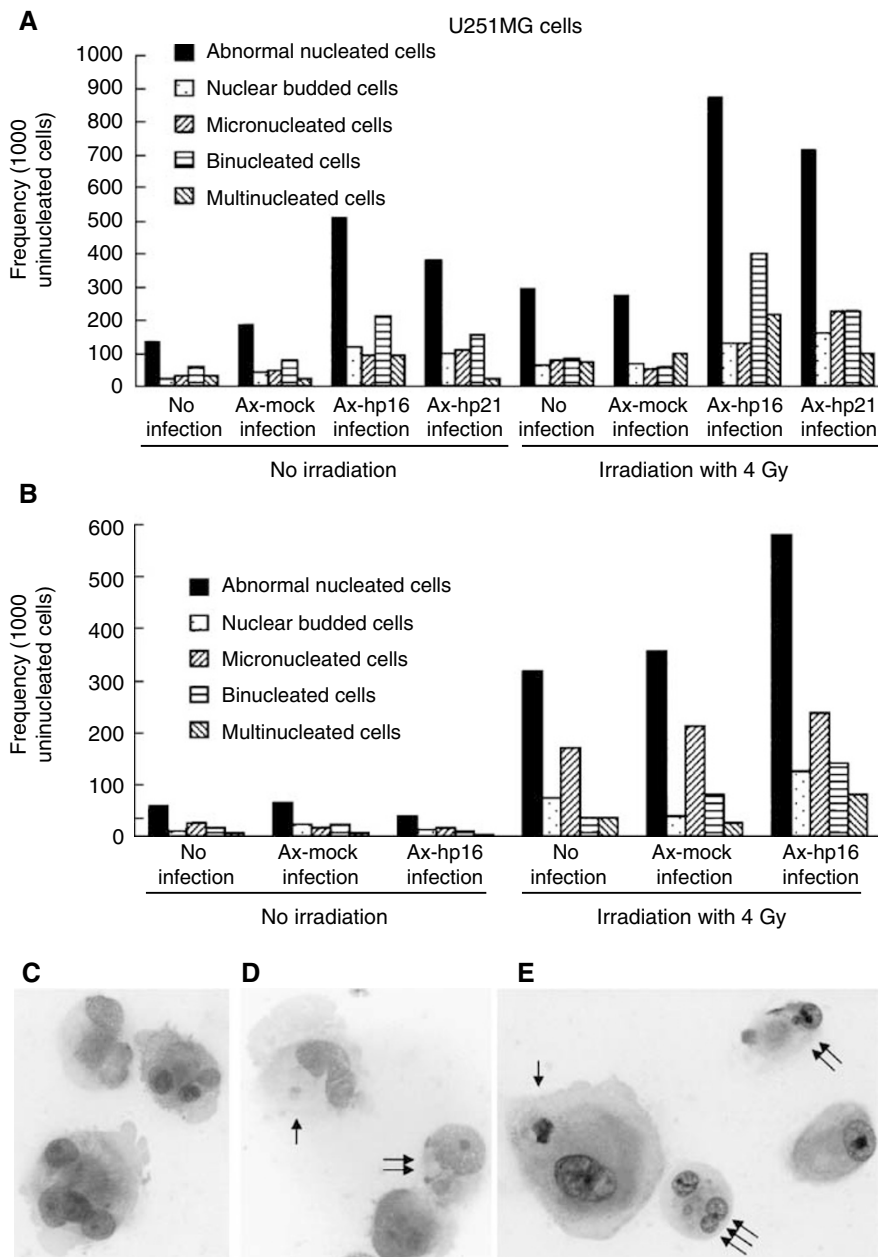 A
U251MG cells
Frequency (1000
uninucleated cells)
1000
900
800
700
600
500
400
300
200
100
0
Abnormal nucleated cells
Nuclear budded cells
Micronucleated cells
Binucleated cells
Multinucleated cells
No infection
Ax-mock infection
Ax-hp16 infection
Ax-hp21 infection
No infection
Ax-mock infection
Ax-hp16 infection
Ax-hp21 infection
No irradiation
Irradiation with 4 Gy
B
Frequency (1000
uninucleated cells)
600
500
400
300
200
100
0
Abnormal nucleated cells
Nuclear budded cells
Micronucleated cells
Binucleated cells
Multinucleated cells
No infection
Ax-mock infection
Ax-hp16 infection
No infection
Ax-mock infection
Ax-hp16 infection
No irradiation
Irradiation with 4 Gy
C
D
E